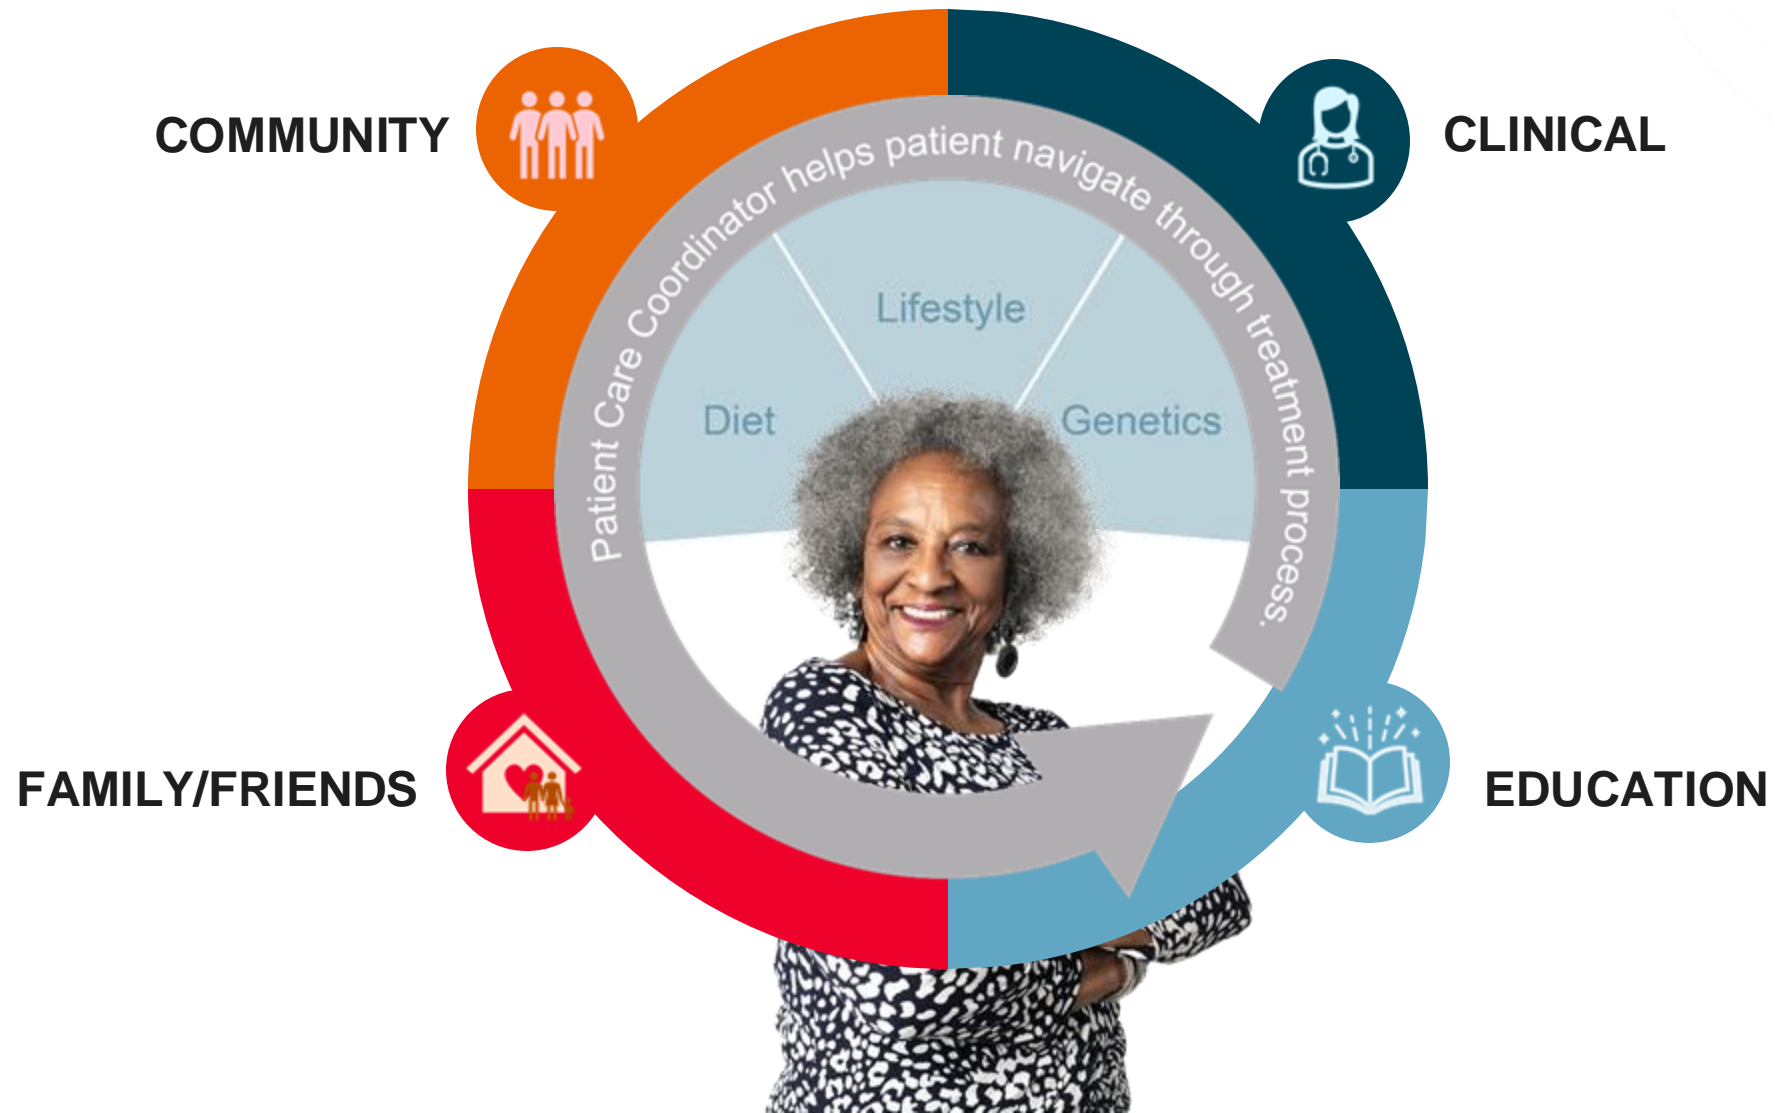 COMMUNITY
CLINICAL
Patient Care Coordinator helps patient navigate through treatment process.
Lifestyle
Diet
Genetics
FAMILY/FRIENDS
EDUCATION